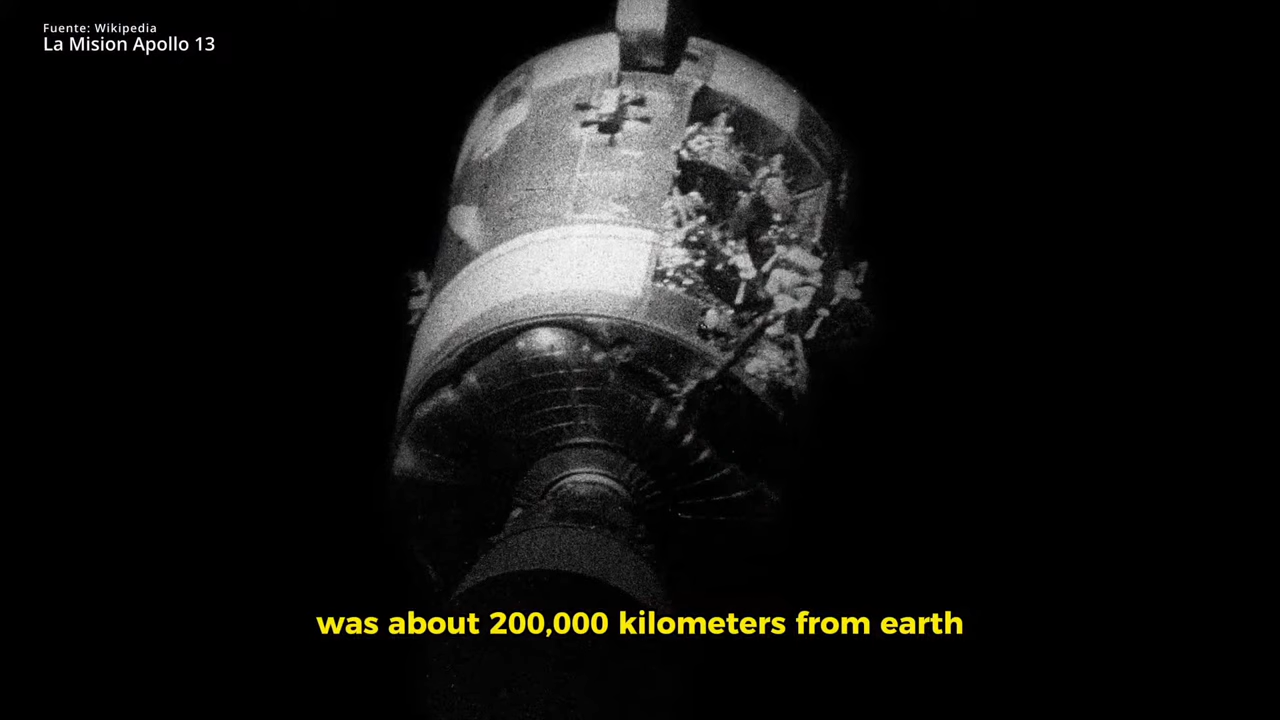 Fuente: Wikipedia
La Mision Apollo 13
was about 200,000 kilometers from earth